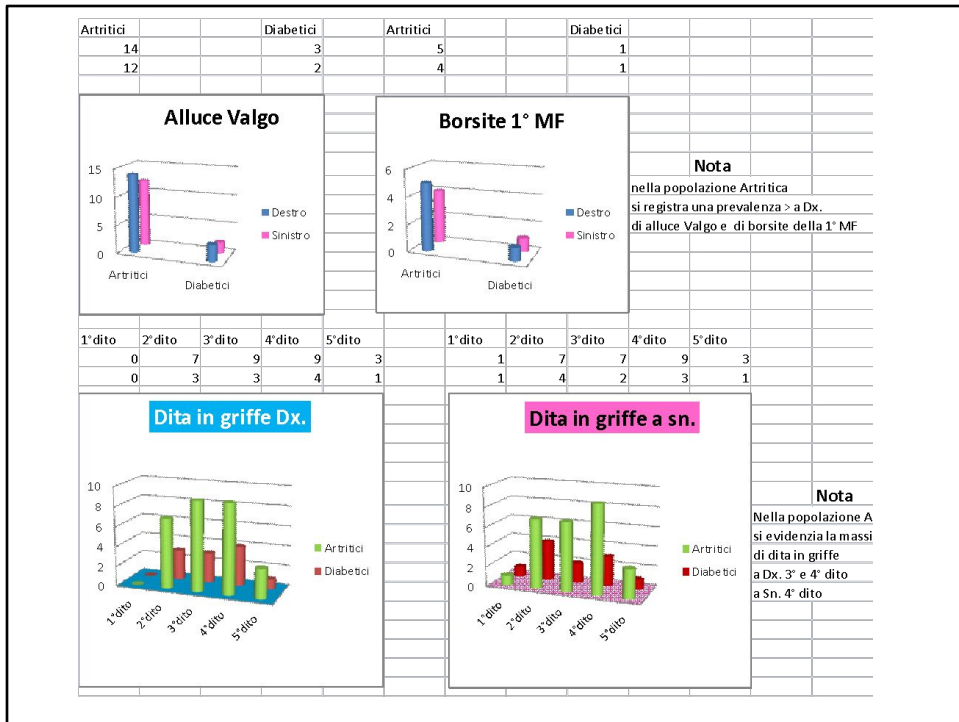 Artritici Diabetici Artritici Diabetici
14 3 5 1
12 2 4 1
Alluce Valgo
15
10
5
0
Artritici
Diabetici
Destro
Sinistro
Borsite 1° MF
6
4
2
0
Artritici
Diabetici
Destro
Sinistro
Nota
nella popolazione Artritica
si registra una prevalenza > a Dx.
di alluce Valgo e di borsite della 1° MF
1°dito 2°dito 3°dito 4°dito 5°dito 1°dito 2°dito 3°dito 4°dito 5°dito
0 7 9 9 3 1 7 7 9 3
0 3 3 4 1 1 4 2 3 1
Dita in griffe Dx.
10
8
6
4
2
0
1°dito
2°dito
3°dito
4°dito
5°dito
Artritici
Diabetici
Dita in griffe a sn.
10
8
6
4
2
0
1°dito
2°dito
3°dito
4°dito
5°dito
Artritici
Diabetici
Nota
Nella popolazione A
si evidenzia la massi
di dita in griffe
a Dx. 3° e 4° dito
a Sn. 4° dito